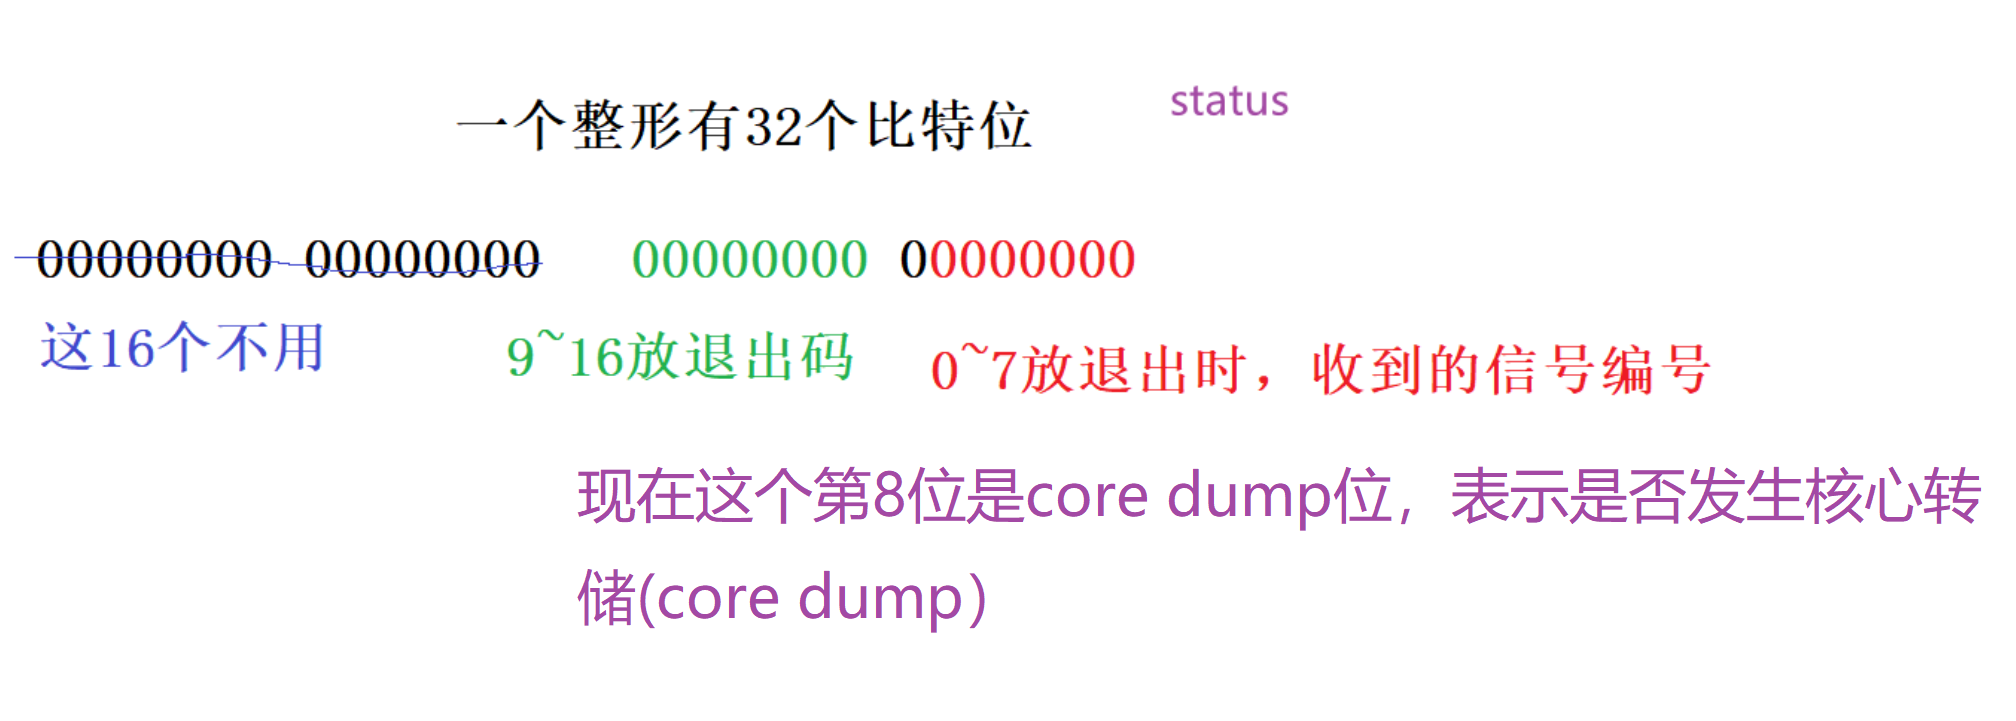 一个整形有32个比特位
status
00000000 00000000 00000000 00000000
这16个不用
9~16放退出码
0~7放退出时，收到的信号编号
现在这个第8位是core dump位，表示是否发生核心转
储(core dump)